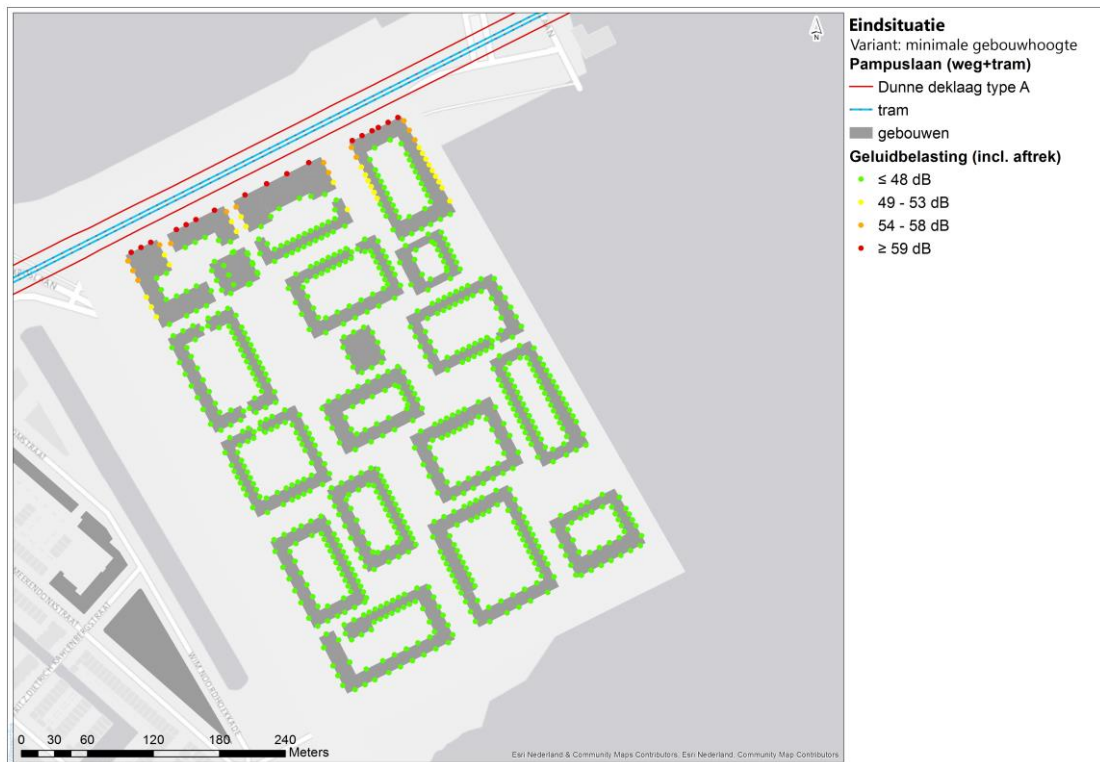 Eindsituatie
Variant: minimale gebouwhoogte
Pampuslaan (weg+tram)
Dunne deklaag type A
tram
gebouwen
Geluidbelasting (incl. aftrek)
≤ 48 dB
49 - 53 dB
54 - 58 dB
≥ 59 dB
N
0 30 60 120 180 240
Meters
Esri Nederland & Community Maps Contributors, Esri Nederland, Community Map Contributors